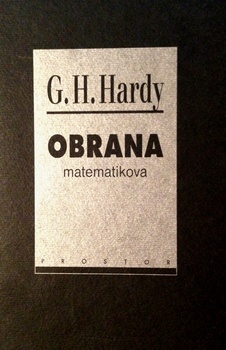 G. H. Hardy
OBRANA
matematikova
PROSTOR